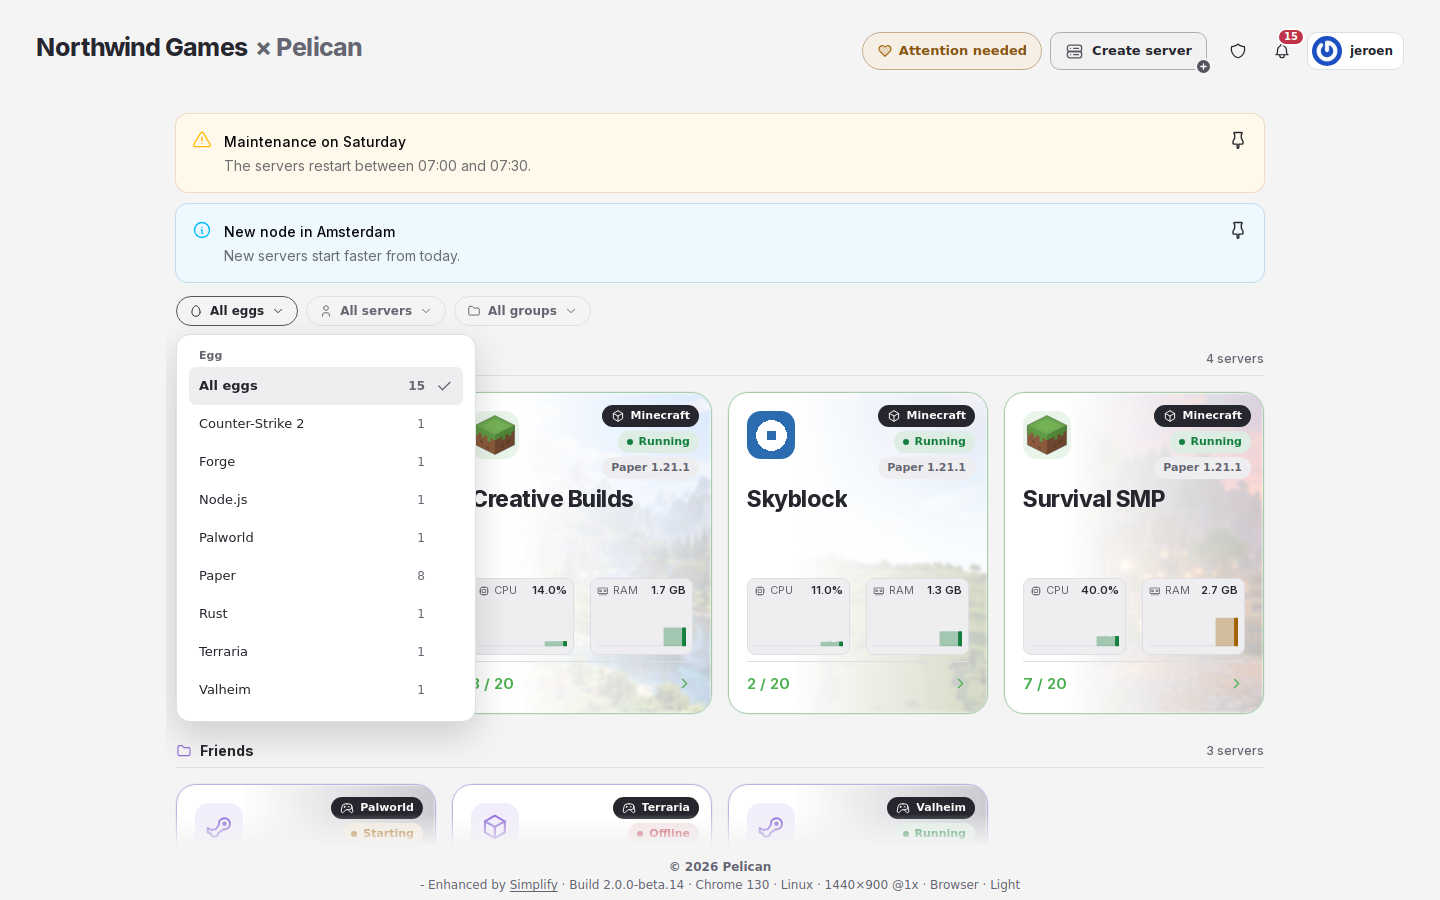 Northwind Games × Pelican
Attention needed
Create server
15
jeroen
Maintenance on Saturday
The servers restart between 07:00 and 07:30.
New node in Amsterdam
New servers start faster from today.
All eggs
All servers
All groups
Egg
All eggs 15
Counter-Strike 2 1
Forge 1
Node.js 1
Palworld 1
Paper 8
Rust 1
Terraria 1
Valheim 1
4 servers
Minecraft
Running
Paper 1.21.1
Creative Builds
CPU 14.0%
RAM 1.7 GB
3 / 20
Minecraft
Running
Paper 1.21.1
Skyblock
CPU 11.0%
RAM 1.3 GB
2 / 20
Minecraft
Running
Paper 1.21.1
Survival SMP
CPU 40.0%
RAM 2.7 GB
7 / 20
Friends
3 servers
Palworld
Starting
Terraria
Offline
Valheim
Running
© 2026 Pelican
- Enhanced by Simplify · Build 2.0.0-beta.14 · Chrome 130 · Linux · 1440×900 @1x · Browser · Light